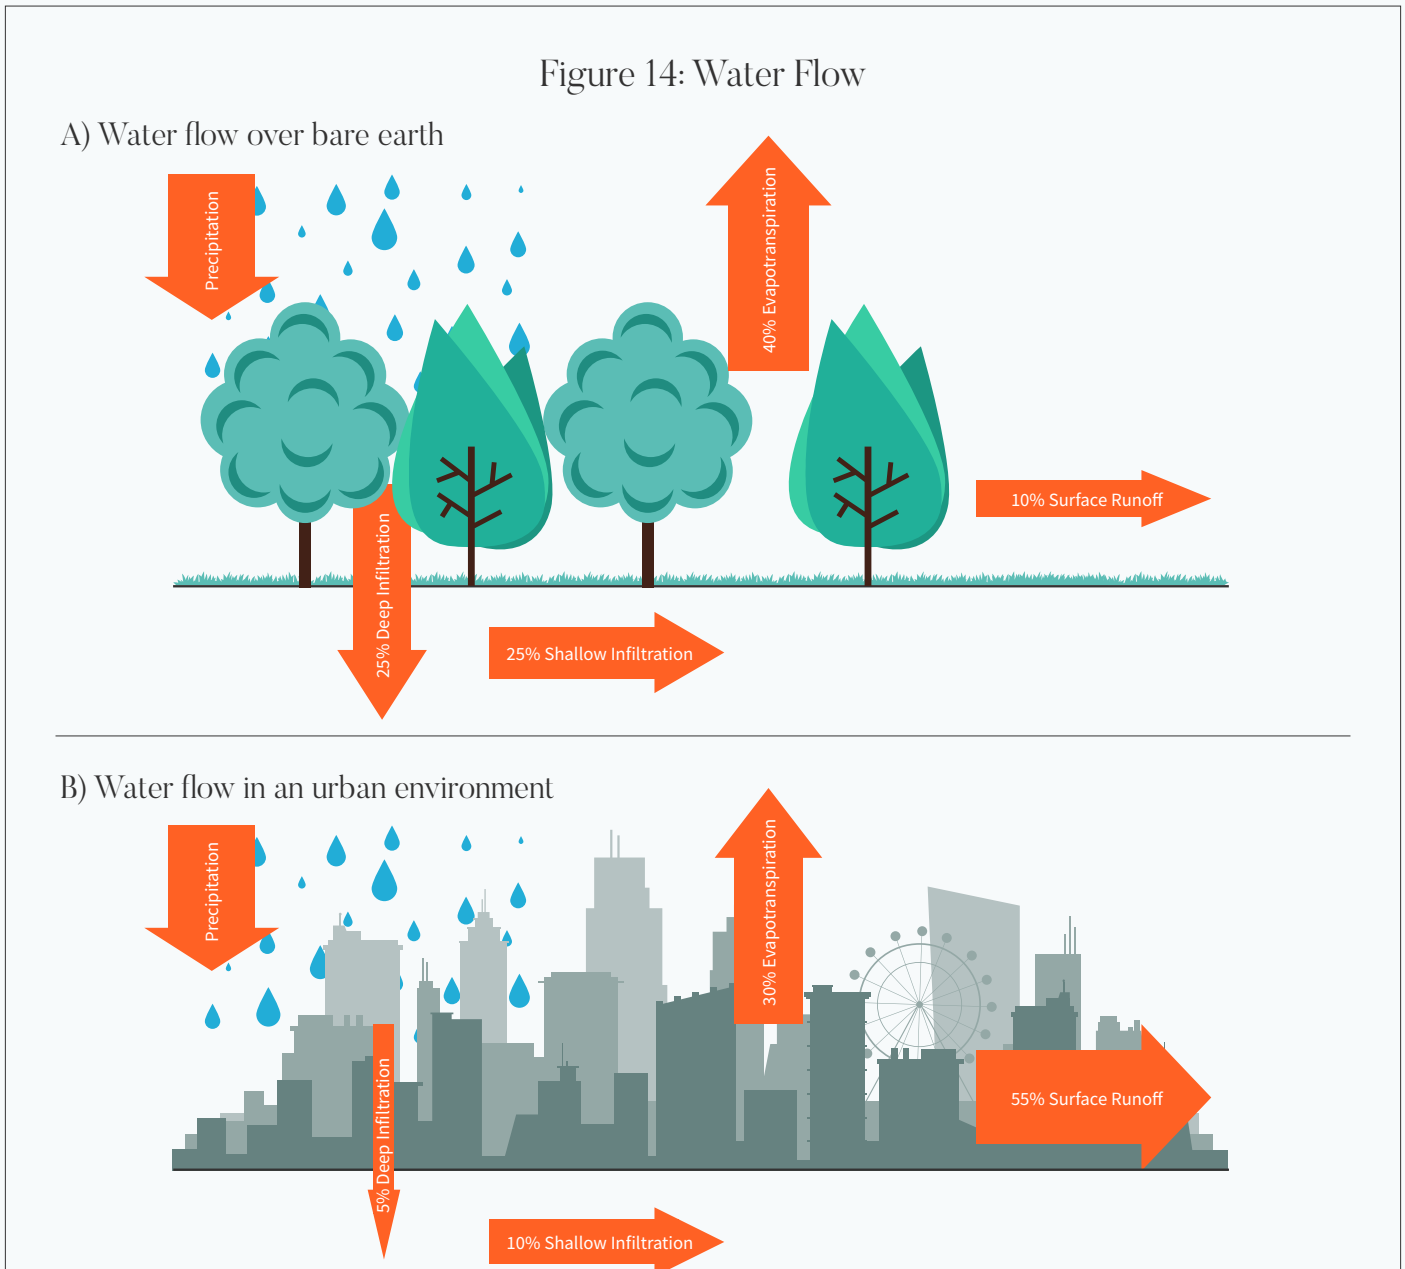 Figure 14: Water Flow
A) Water flow over bare earth
Precipitation
40% Evapotranspiration
10% Surface Runoff
25% Deep Infiltration
25% Shallow Infiltration
B) Water flow in an urban environment
Precipitation
30% Evapotranspiration
55% Surface Runoff
5% Deep Infiltration
10% Shallow Infiltration